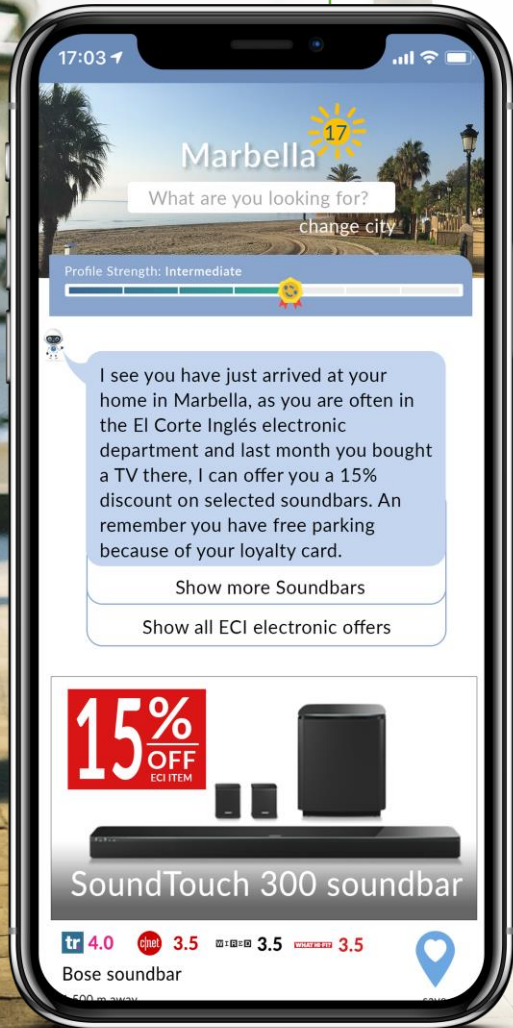 17:03
17
Marbella
What are you looking for?
change city
Profile Strength: Intermediate
I see you have just arrived at your
home in Marbella, as you are often in
the El Corte Inglés electronic
department and last month you bought
a TV there, I can offer you a 15%
discount on selected soundbars. An
remember you have free parking
because of your loyalty card.
Show more Soundbars
Show all ECI electronic offers
15%
OFF
ECI ITEM
SoundTouch 300 soundbar
tr 4.0 c|net 3.5 WIRED 3.5 WHAT HI-FI? 3.5
Bose soundbar
500 m away
save